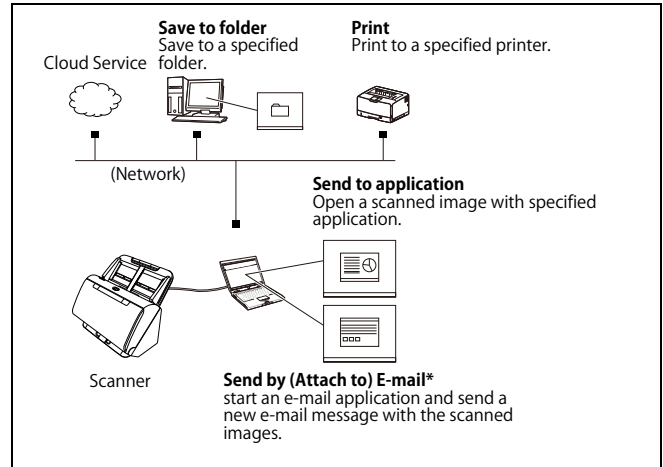 Save to folder
Save to a specified
folder.
Print
Print to a specified printer.
Cloud Service
(Network)
Send to application
Open a scanned image with specified
application.
Scanner
Send by (Attach to) E-mail*
start an e-mail application and send a
new e-mail message with the scanned
images.